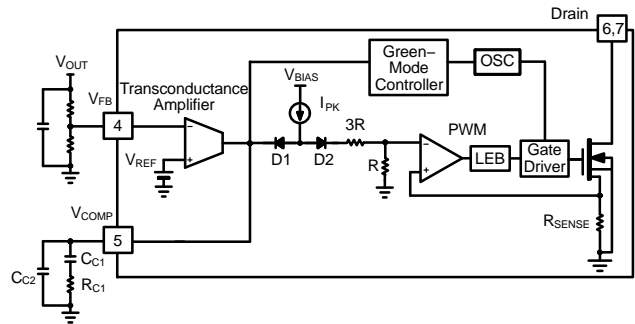 Drain
6,7
VOUT
VFB
4
Transconductance
Amplifier
VREF
VBIAS
IPK
Green–
Mode
Controller
OSC
D1
D2
3R
R
PWM
LEB
Gate
Driver
RSENSE
VCOMP
5
CC1
CC2
RC1
−
+
−
+